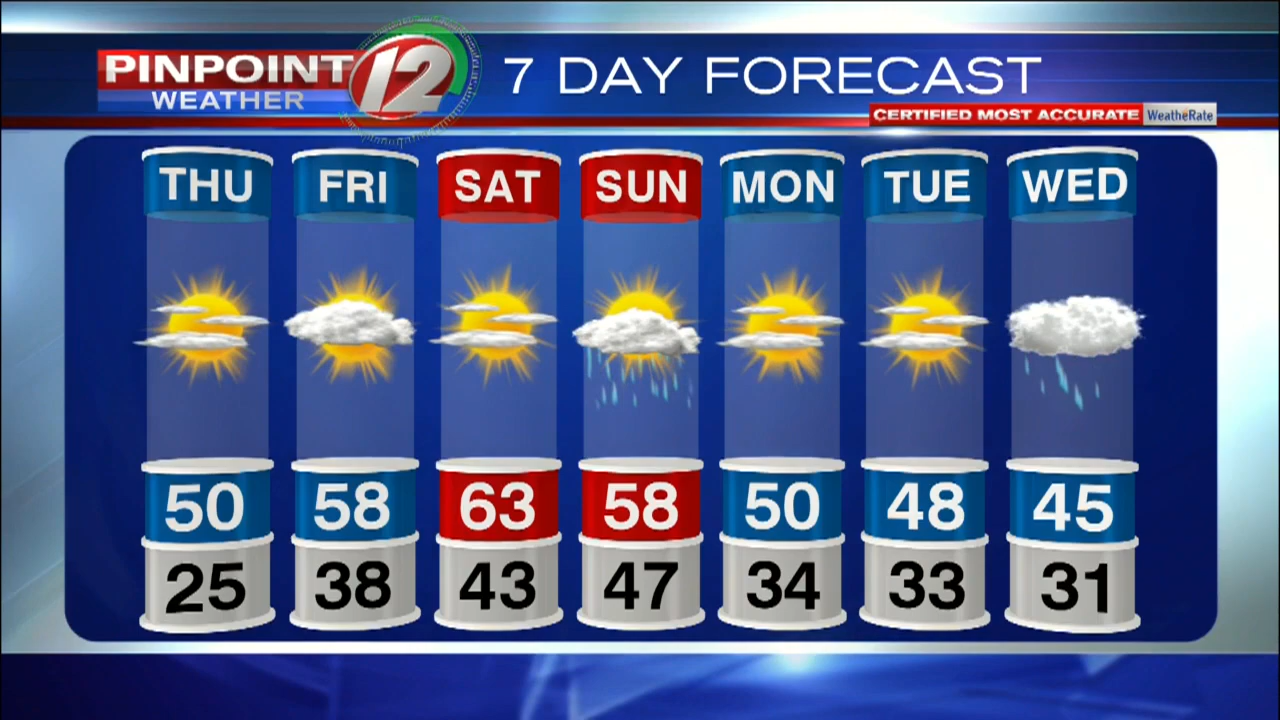 PINPOINT 12
WEATHER
7 DAY FORECAST
CERTIFIED MOST ACCURATE WeatheRate
THU FRI SAT SUN MON TUE WED
50 58 63 58 50 48 45
25 38 43 47 34 33 31